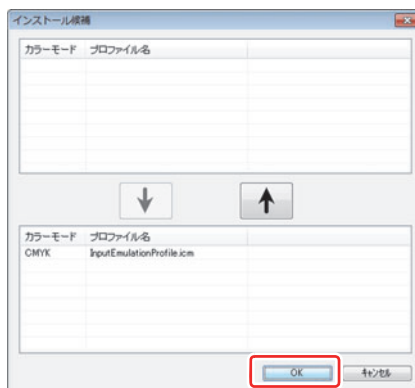 インストール候補
カラーモード プロファイル名
カラーモード プロファイル名
CMYK InputEmulationProfile.icm
OK キャンセル